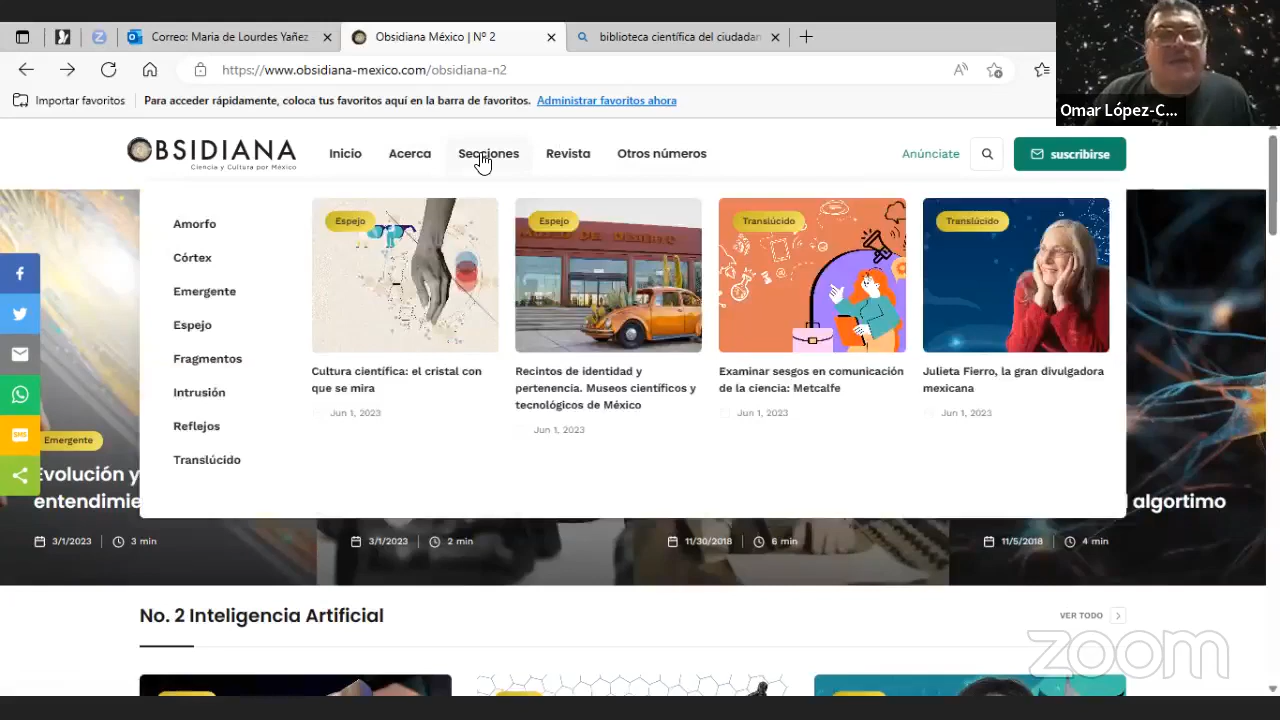 Correo: Maria de Lourdes Yañez
Obsidiana México | Nº 2
biblioteca científica del ciudadan
https://www.obsidiana-mexico.com/obsidiana-n2
Importar favoritos
Para acceder rápidamente, coloca tus favoritos aquí en la barra de favoritos. Administrar favoritos ahora
Omar López-C...
OBSIDIANA
Ciencia y Cultura por México
Inicio
Acerca
Secciones
Revista
Otros números
Anúnciate
suscribirse
Amorfo
Córtex
Emergente
Espejo
Fragmentos
Intrusión
Reflejos
Translúcido
Espejo
Cultura científica: el cristal con
que se mira
Jun 1, 2023
Espejo
MUSEO DE DESIERTO
Recintos de identidad y
pertenencia. Museos científicos y
tecnológicos de México
Jun 1, 2023
Translúcido
Examinar sesgos en comunicación
de la ciencia: Metcalfe
Jun 1, 2023
Translúcido
Julieta Fierro, la gran divulgadora
mexicana
Jun 1, 2023
SMS
Emergente
Evolución y
entendimie
3/1/2023
3 min
3/1/2023
2 min
11/30/2018
6 min
l algortimo
11/5/2018
4 min
No. 2 Inteligencia Artificial
VER TODO
zoom